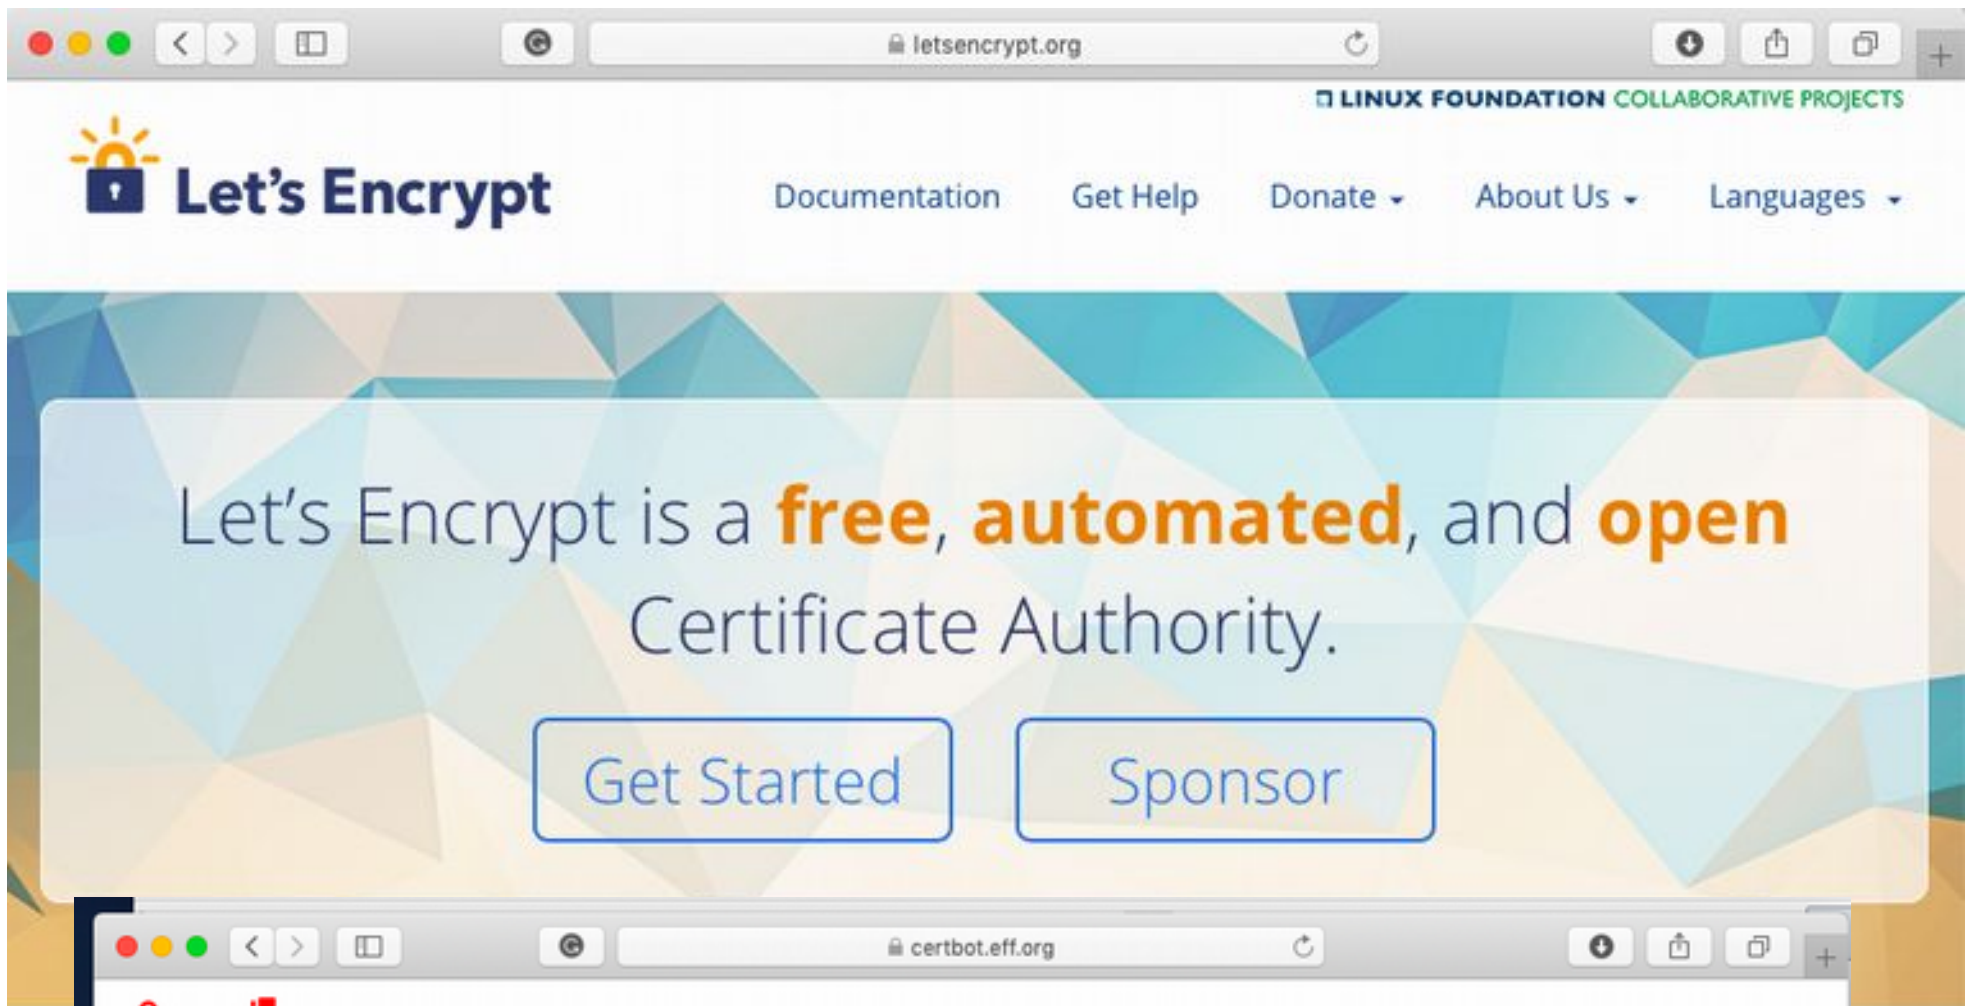 letsencrypt.org
LINUX FOUNDATION COLLABORATIVE PROJECTS
Let's Encrypt
Documentation Get Help Donate About Us Languages
Let's Encrypt is a free, automated, and open
Certificate Authority.
Get Started Sponsor
certbot.eff.org